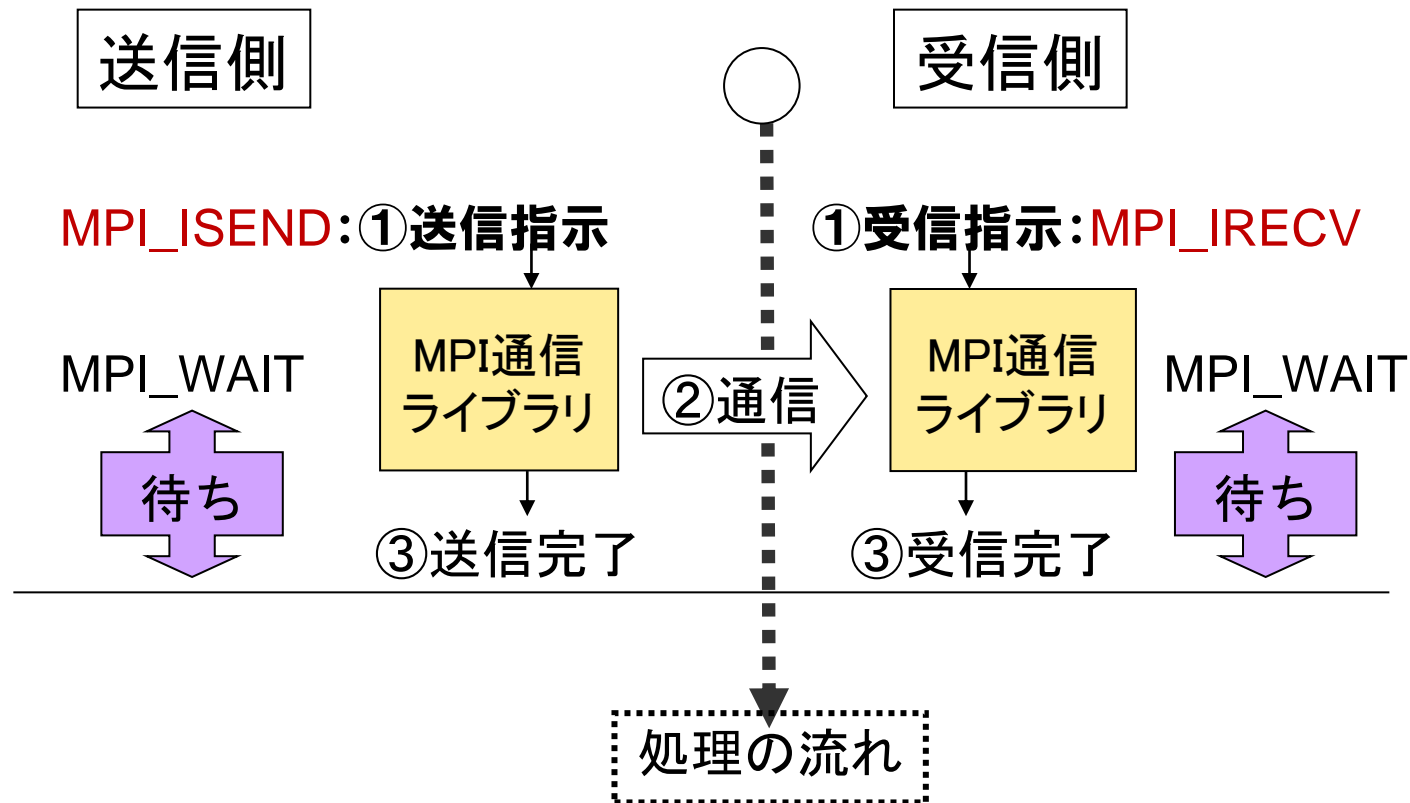 送信側
受信側
MPI_ISEND:①送信指示
①受信指示:MPI_IRECV
MPI_WAIT
MPI通信
ライブラリ
②通信
MPI通信
ライブラリ
MPI_WAIT
待ち
待ち
③送信完了
③受信完了
処理の流れ